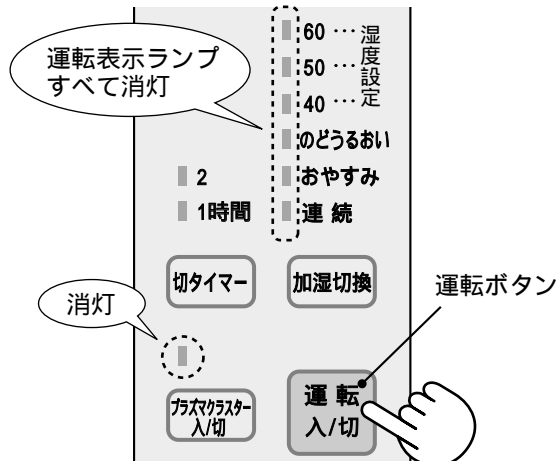 運転表示ランプ
すべて消灯
60…湿度設定
50…
40…
のどうるおい
おやすみ
連 続
2
1時間
切タイマー
加湿切換
消灯
運転ボタン
プラズマクラスター
入/切
運 転
入/切